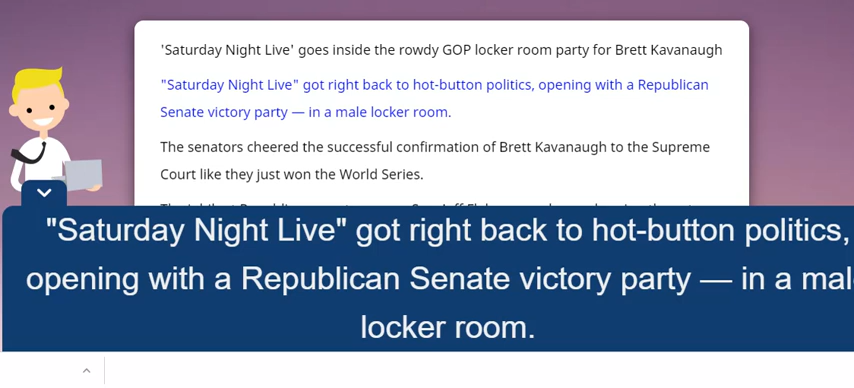 'Saturday Night Live' goes inside the rowdy GOP locker room party for Brett Kavanaugh
"Saturday Night Live" got right back to hot-button politics, opening with a Republican
Senate victory party — in a male locker room.
The senators cheered the successful confirmation of Brett Kavanaugh to the Supreme
Court like they just won the World Series.
"Saturday Night Live" got right back to hot-button politics,
opening with a Republican Senate victory party — in a mal
locker room.